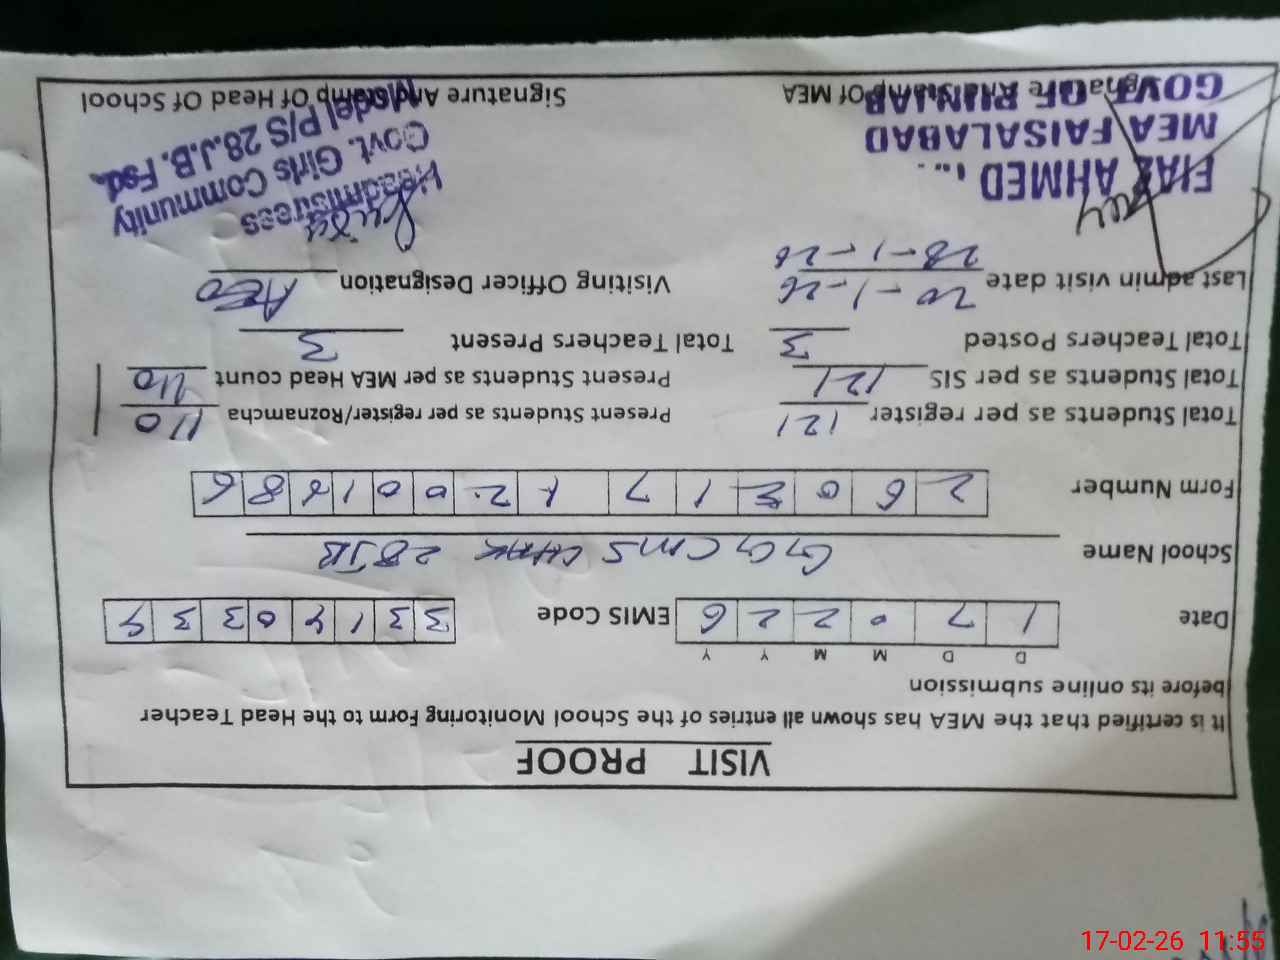 VISIT PROOF
It is certified that the MEA has shown all entries of the School Monitoring Form to the Head Teacher
before its online submission
D D M M Y Y
Date 1 7 0 2 2 6 EMIS Code 3 3 1 4 0 3 3 4
School Name GGCMS CHAK 28JB
Form Number 2 6 0 2 1 7 1 1 2 0 0 1 2 8 6
Total Students as per register 121 Present Students as per register/Roznamcha 110
Total Students as per SIS 121 Present Students as per MEA Head count 110
Total Teachers Posted 3 Total Teachers Present 3
Last admin visit date 20-1-26 Visiting Officer Designation AEO
28-1-26
FIAZ AHMED
MEA FAISALABAD
GOVT. OF PUNJAB
Headmistress
Govt. Girls Community
Model P/S 28.J.B. Fsd.
Signature And Stamp Of MEA Signature And Stamp Of Head Of School
17-02-26 11:55